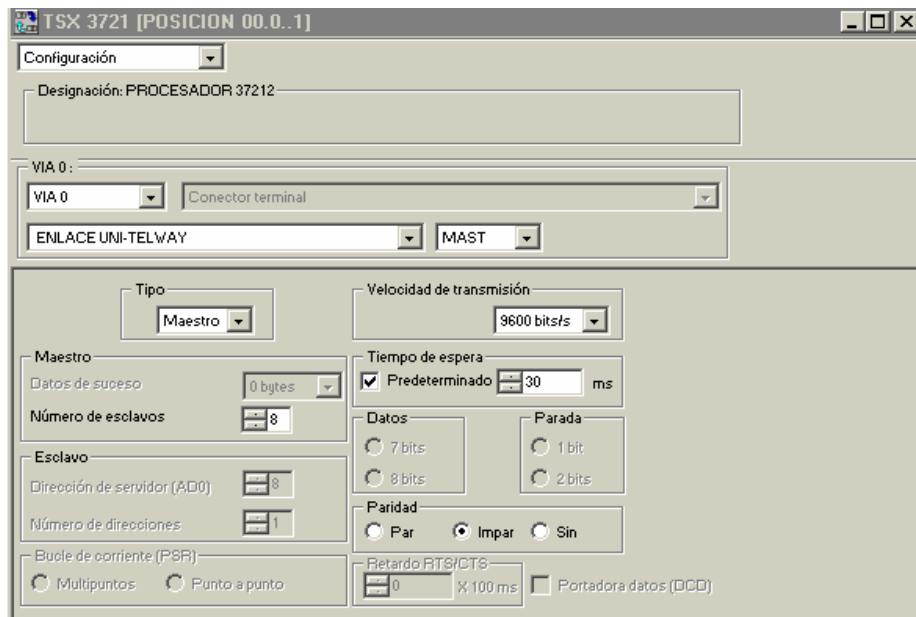 TSX 3721 [POSICION 00.0..1]
Configuración
Designación: PROCESADOR 37212
VIA 0 :
VIA 0 Conector terminal
ENLACE UNI-TELWAY MAST
Tipo
Maestro
Velocidad de transmisión
9600 bits/s
Maestro
Datos de suceso 0 bytes
Número de esclavos 8
Tiempo de espera
Predeterminado 30 ms
Datos
7 bits
8 bits
Parada
1 bit
2 bits
Esclavo
Dirección de servidor (AD0) 8
Número de direcciones 1
Paridad
Par Impar Sin
Bucle de corriente (PSR)
Multipuntos Punto a punto
Retardo RTS/CTS
0 X 100 ms Portadora datos (DCD)